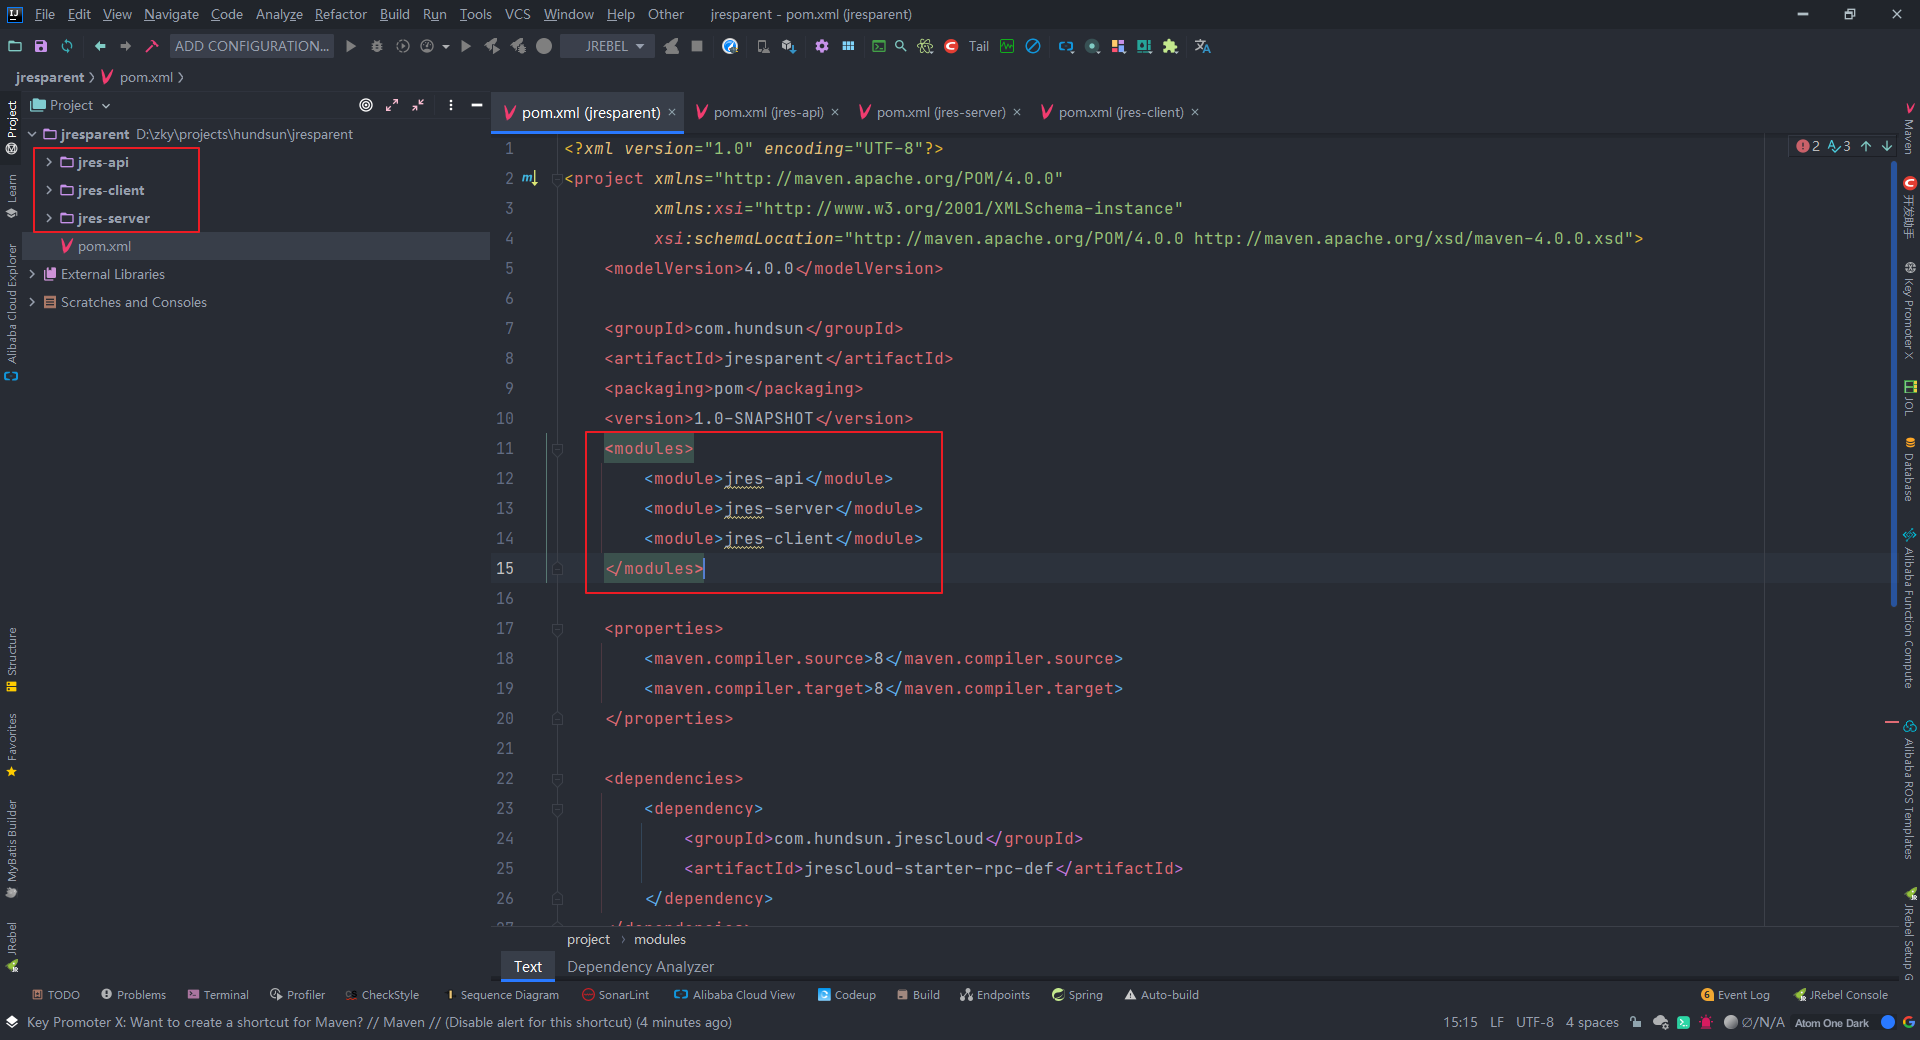 File Edit View Navigate Code Analyze Refactor Build Run Tools VCS Window Help Other jresparent - pom.xml (jresparent)
ADD CONFIGURATION... JREBEL Tail
jresparent pom.xml
Project
pom.xml (jresparent) pom.xml (jres-api) pom.xml (jres-server) pom.xml (jres-client)
jresparent D:\zky\projects\hundsun\jresparent
jres-api
jres-client
jres-server
pom.xml
External Libraries
Scratches and Consoles
1 <?xml version="1.0" encoding="UTF-8"?>
2 <project xmlns="http://maven.apache.org/POM/4.0.0"
3 xmlns:xsi="http://www.w3.org/2001/XMLSchema-instance"
4 xsi:schemaLocation="http://maven.apache.org/POM/4.0.0 http://maven.apache.org/xsd/maven-4.0.0.xsd">
5 <modelVersion>4.0.0</modelVersion>
6
7 <groupId>com.hundsun</groupId>
8 <artifactId>jresparent</artifactId>
9 <packaging>pom</packaging>
10 <version>1.0-SNAPSHOT</version>
11 <modules>
12 <module>jres-api</module>
13 <module>jres-server</module>
14 <module>jres-client</module>
15 </modules>
16
17 <properties>
18 <maven.compiler.source>8</maven.compiler.source>
19 <maven.compiler.target>8</maven.compiler.target>
20 </properties>
21
22 <dependencies>
23 <dependency>
24 <groupId>com.hundsun.jrescloud</groupId>
25 <artifactId>jrescloud-starter-rpc-def</artifactId>
26 </dependency>
2 3
project modules
Text Dependency Analyzer
Project
Learn
Alibaba Cloud Explorer
Structure
Favorites
MyBatis Builder
JRebel
Maven
开发助手
Key Promoter X
JOL
Database
Alibaba Function Compute
Alibaba ROS Templates
JRebel Setup G
TODO Problems Terminal Profiler CheckStyle Sequence Diagram SonarLint Alibaba Cloud View Codeup Build Endpoints Spring Auto-build 6 Event Log JRebel Console
Key Promoter X: Want to create a shortcut for Maven? // Maven // (Disable alert for this shortcut) (4 minutes ago) 15:15 LF UTF-8 4 spaces Ø/N/A Atom One Dark